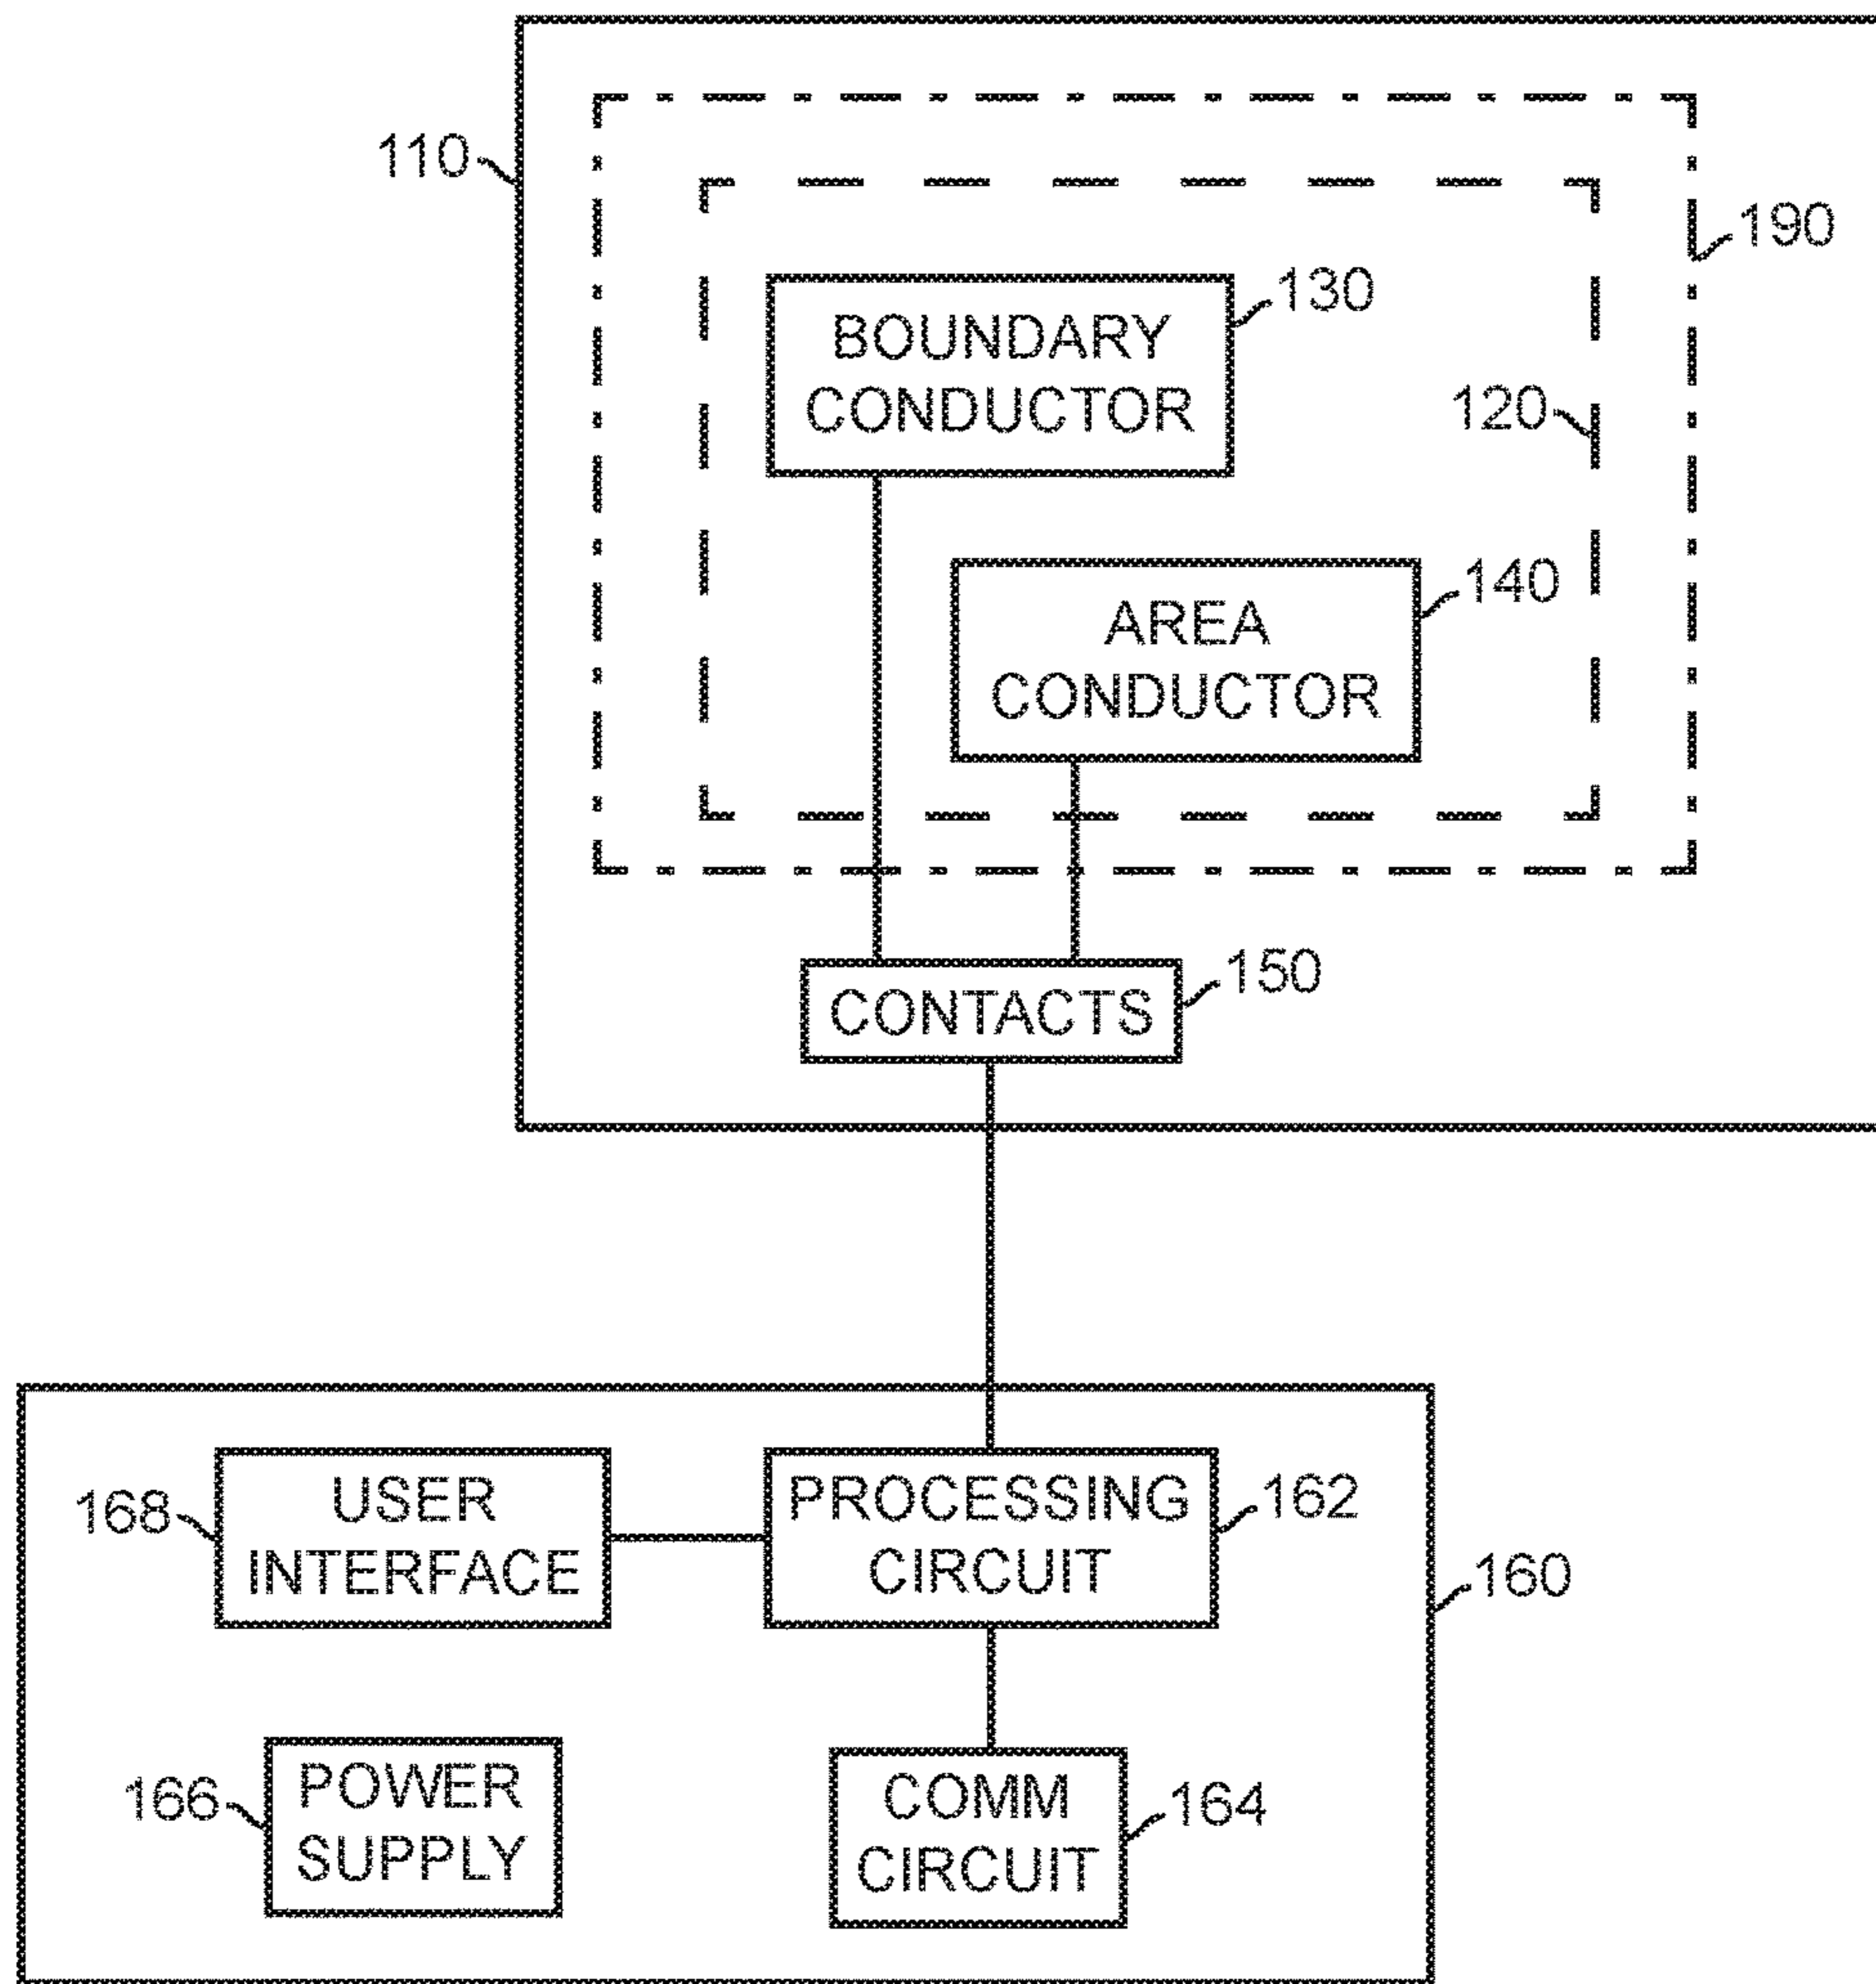 110
190
130
BOUNDARY
CONDUCTOR
120
140
AREA
CONDUCTOR
150
CONTACTS
168
USER
INTERFACE
PROCESSING
CIRCUIT
162
160
166
POWER
SUPPLY
COMM
CIRCUIT
164